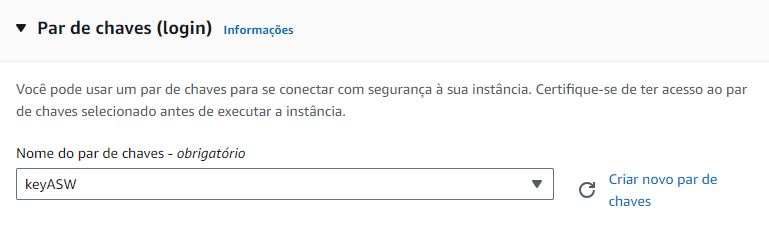 Par de chaves (login) Informações
Você pode usar um par de chaves para se conectar com segurança à sua instância. Certifique-se de ter acesso ao par
de chaves selecionado antes de executar a instância.
Nome do par de chaves - obrigatório
keyASW
Criar novo par de
chaves